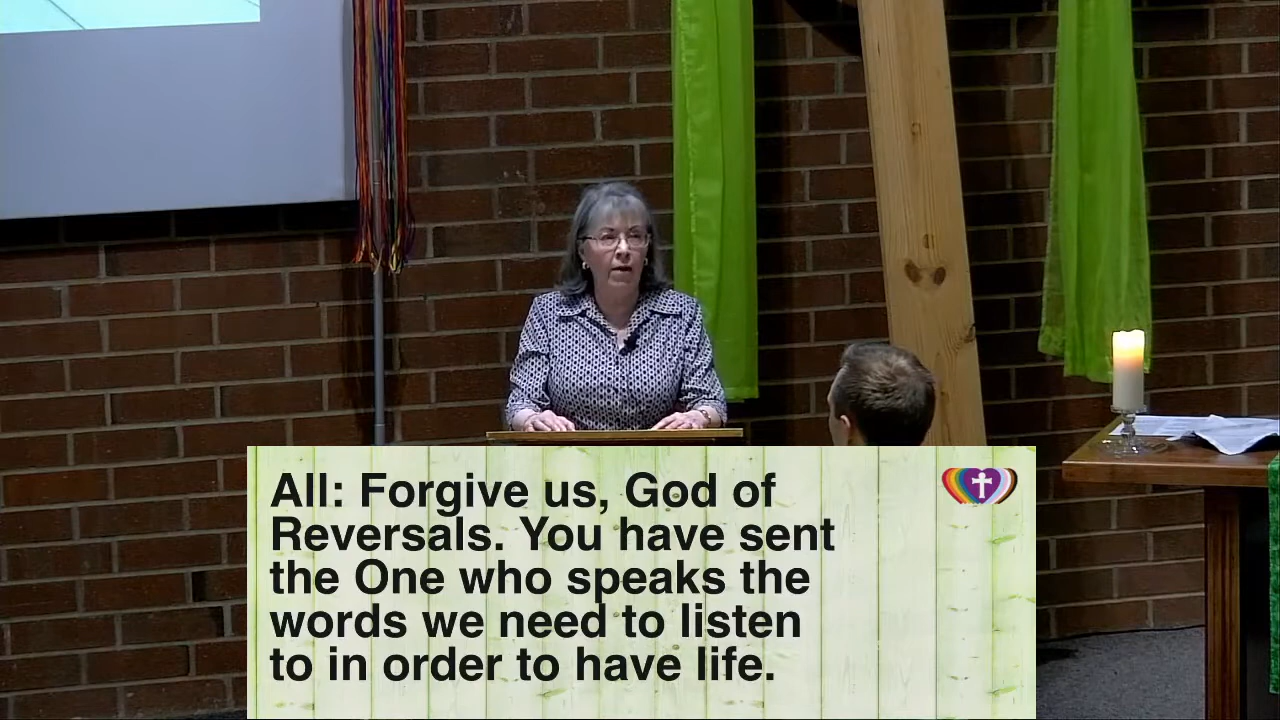 All: Forgive us, God of
Reversals. You have sent
the One who speaks the
words we need to listen
to in order to have life.